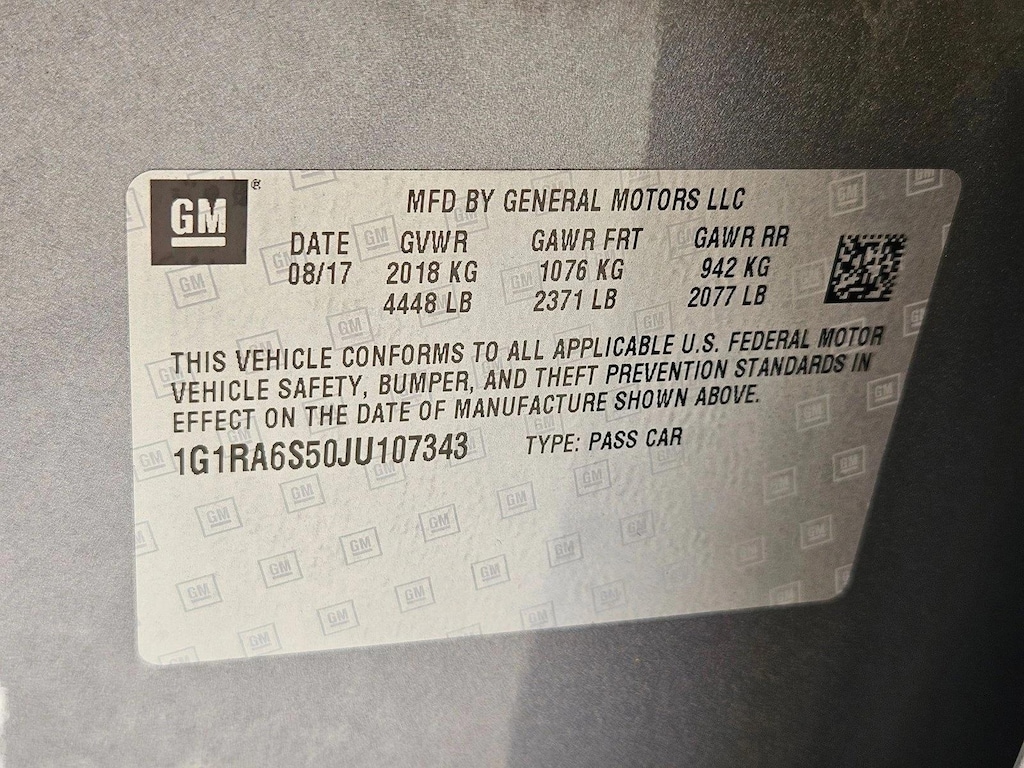 GM ®
MFD BY GENERAL MOTORS LLC
DATE GVWR GAWR FRT GAWR RR
08/17 2018 KG 1076 KG 942 KG
4448 LB 2371 LB 2077 LB
THIS VEHICLE CONFORMS TO ALL APPLICABLE U.S. FEDERAL MOTOR
VEHICLE SAFETY, BUMPER, AND THEFT PREVENTION STANDARDS IN
EFFECT ON THE DATE OF MANUFACTURE SHOWN ABOVE.
1G1RA6S50JU107343 TYPE: PASS CAR